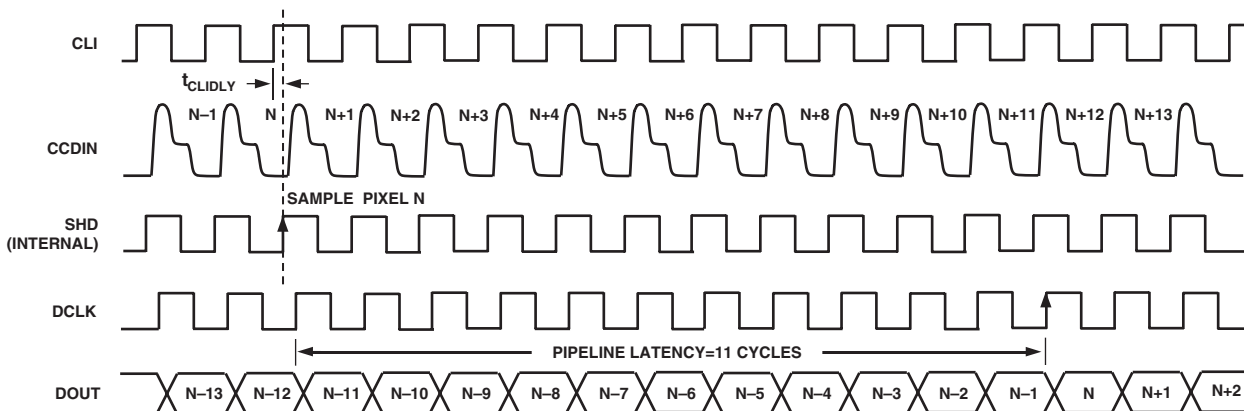 CLI
tCLIDLY
N–1 N N+1 N+2 N+3 N+4 N+5 N+6 N+7 N+8 N+9 N+10 N+11 N+12 N+13
CCDIN
SAMPLE PIXEL N
SHD
(INTERNAL)
DCLK
PIPELINE LATENCY=11 CYCLES
DOUT N–13 N–12 N–11 N–10 N–9 N–8 N–7 N–6 N–5 N–4 N–3 N–2 N–1 N N+1 N+2